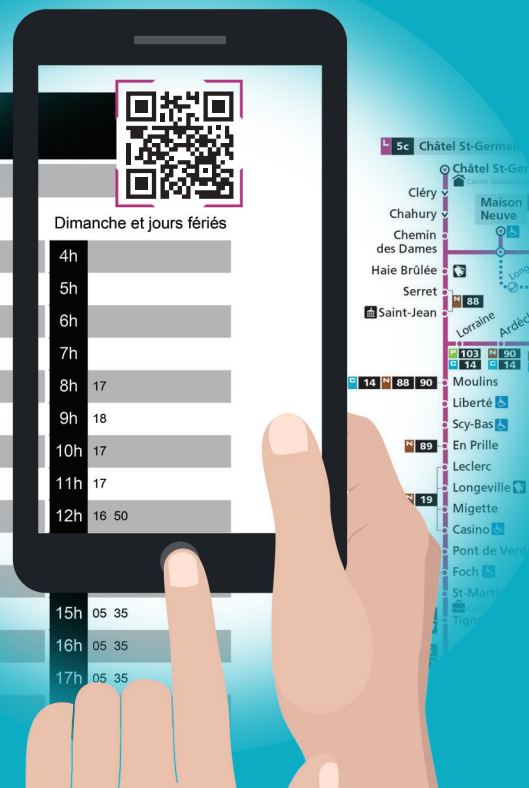 Dimanche et jours fériés
4h
5h
6h
7h
8h 17
9h 18
10h 17
11h 17
12h 16 50
15h 05 35
16h 05 35
17h 05 35
L 5c Châtel St-Germain
Châtel St-Ger
Cléry
Chahury
Maison
Neuve
Chemin
des Dames
Haie Brûlée
Serret
N 88
Saint-Jean
Lorraine
P 103 N 90
C 14 C 14
C 14 N 88 90
Moulins
Liberté
Scy-Bas
N 89
En Prille
Leclerc
Longeville
N 19
Migette
Casino
Pont de Verd
Foch
St-Marti